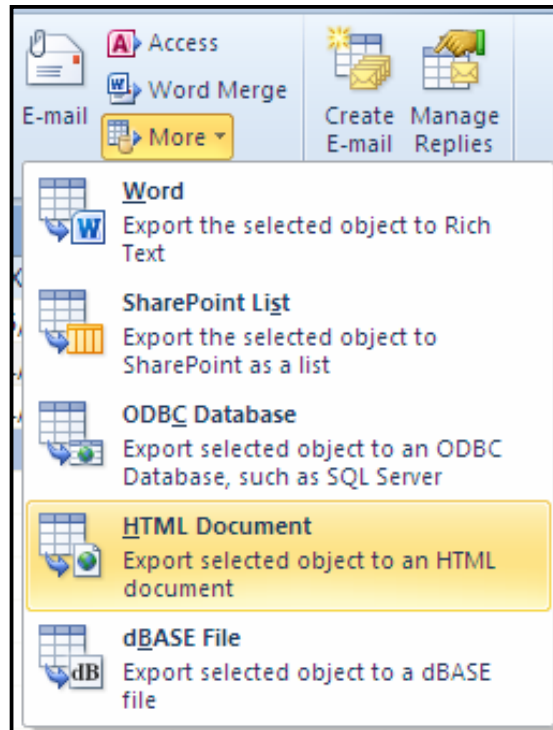 Access
Word Merge
E-mail
More
Create E-mail
Manage Replies
Word
Export the selected object to Rich
Text
SharePoint List
Export the selected object to
SharePoint as a list
ODBC Database
Export selected object to an ODBC
Database, such as SQL Server
HTML Document
Export selected object to an HTML
document
dBASE File
Export selected object to a dBASE
file